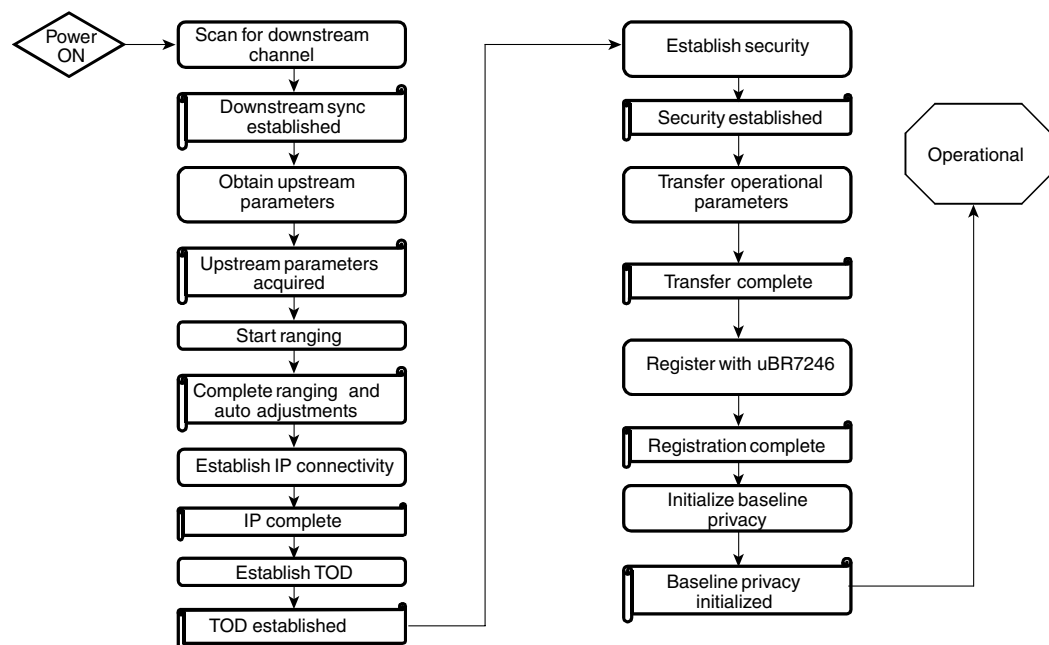 Power
ON
Scan for downstream
channel
Downstream sync
established
Obtain upstream
parameters
Upstream parameters
acquired
Start ranging
Complete ranging and
auto adjustments
Establish IP connectivity
IP complete
Establish TOD
TOD established
Establish security
Security established
Transfer operational
parameters
Transfer complete
Register with uBR7246
Registration complete
Initialize baseline
privacy
Baseline privacy
initialized
Operational